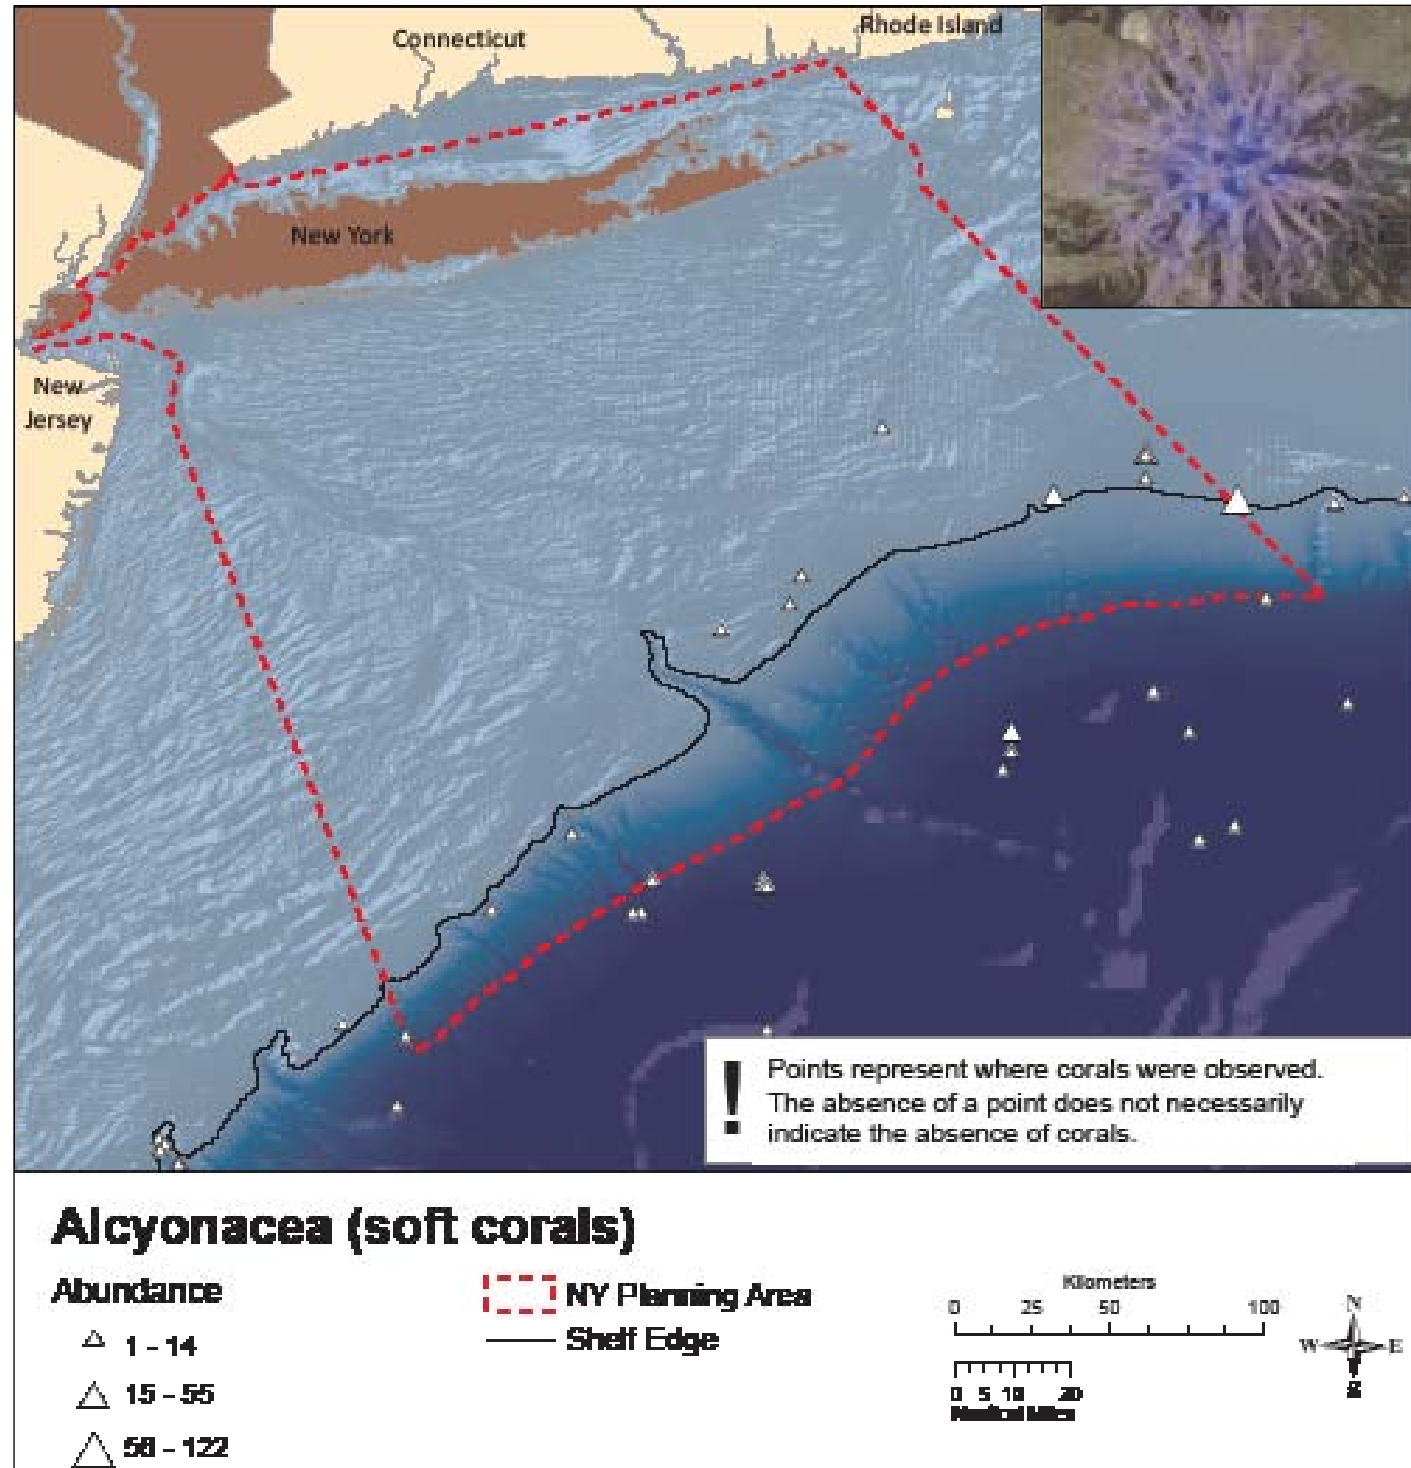 Rhode Island
Connecticut
New York
New
Jersey
! Points represent where corals were observed.
The absence of a point does not necessarily
indicate the absence of corals.
Alcyonacea (soft corals)
Abundance
1 - 14
15 - 55
56 - 122
NY Planning Area
Shelf Edge
Kilometers
0 25 50 100
0 5 10 20
Nautical Miles
N
W E
S